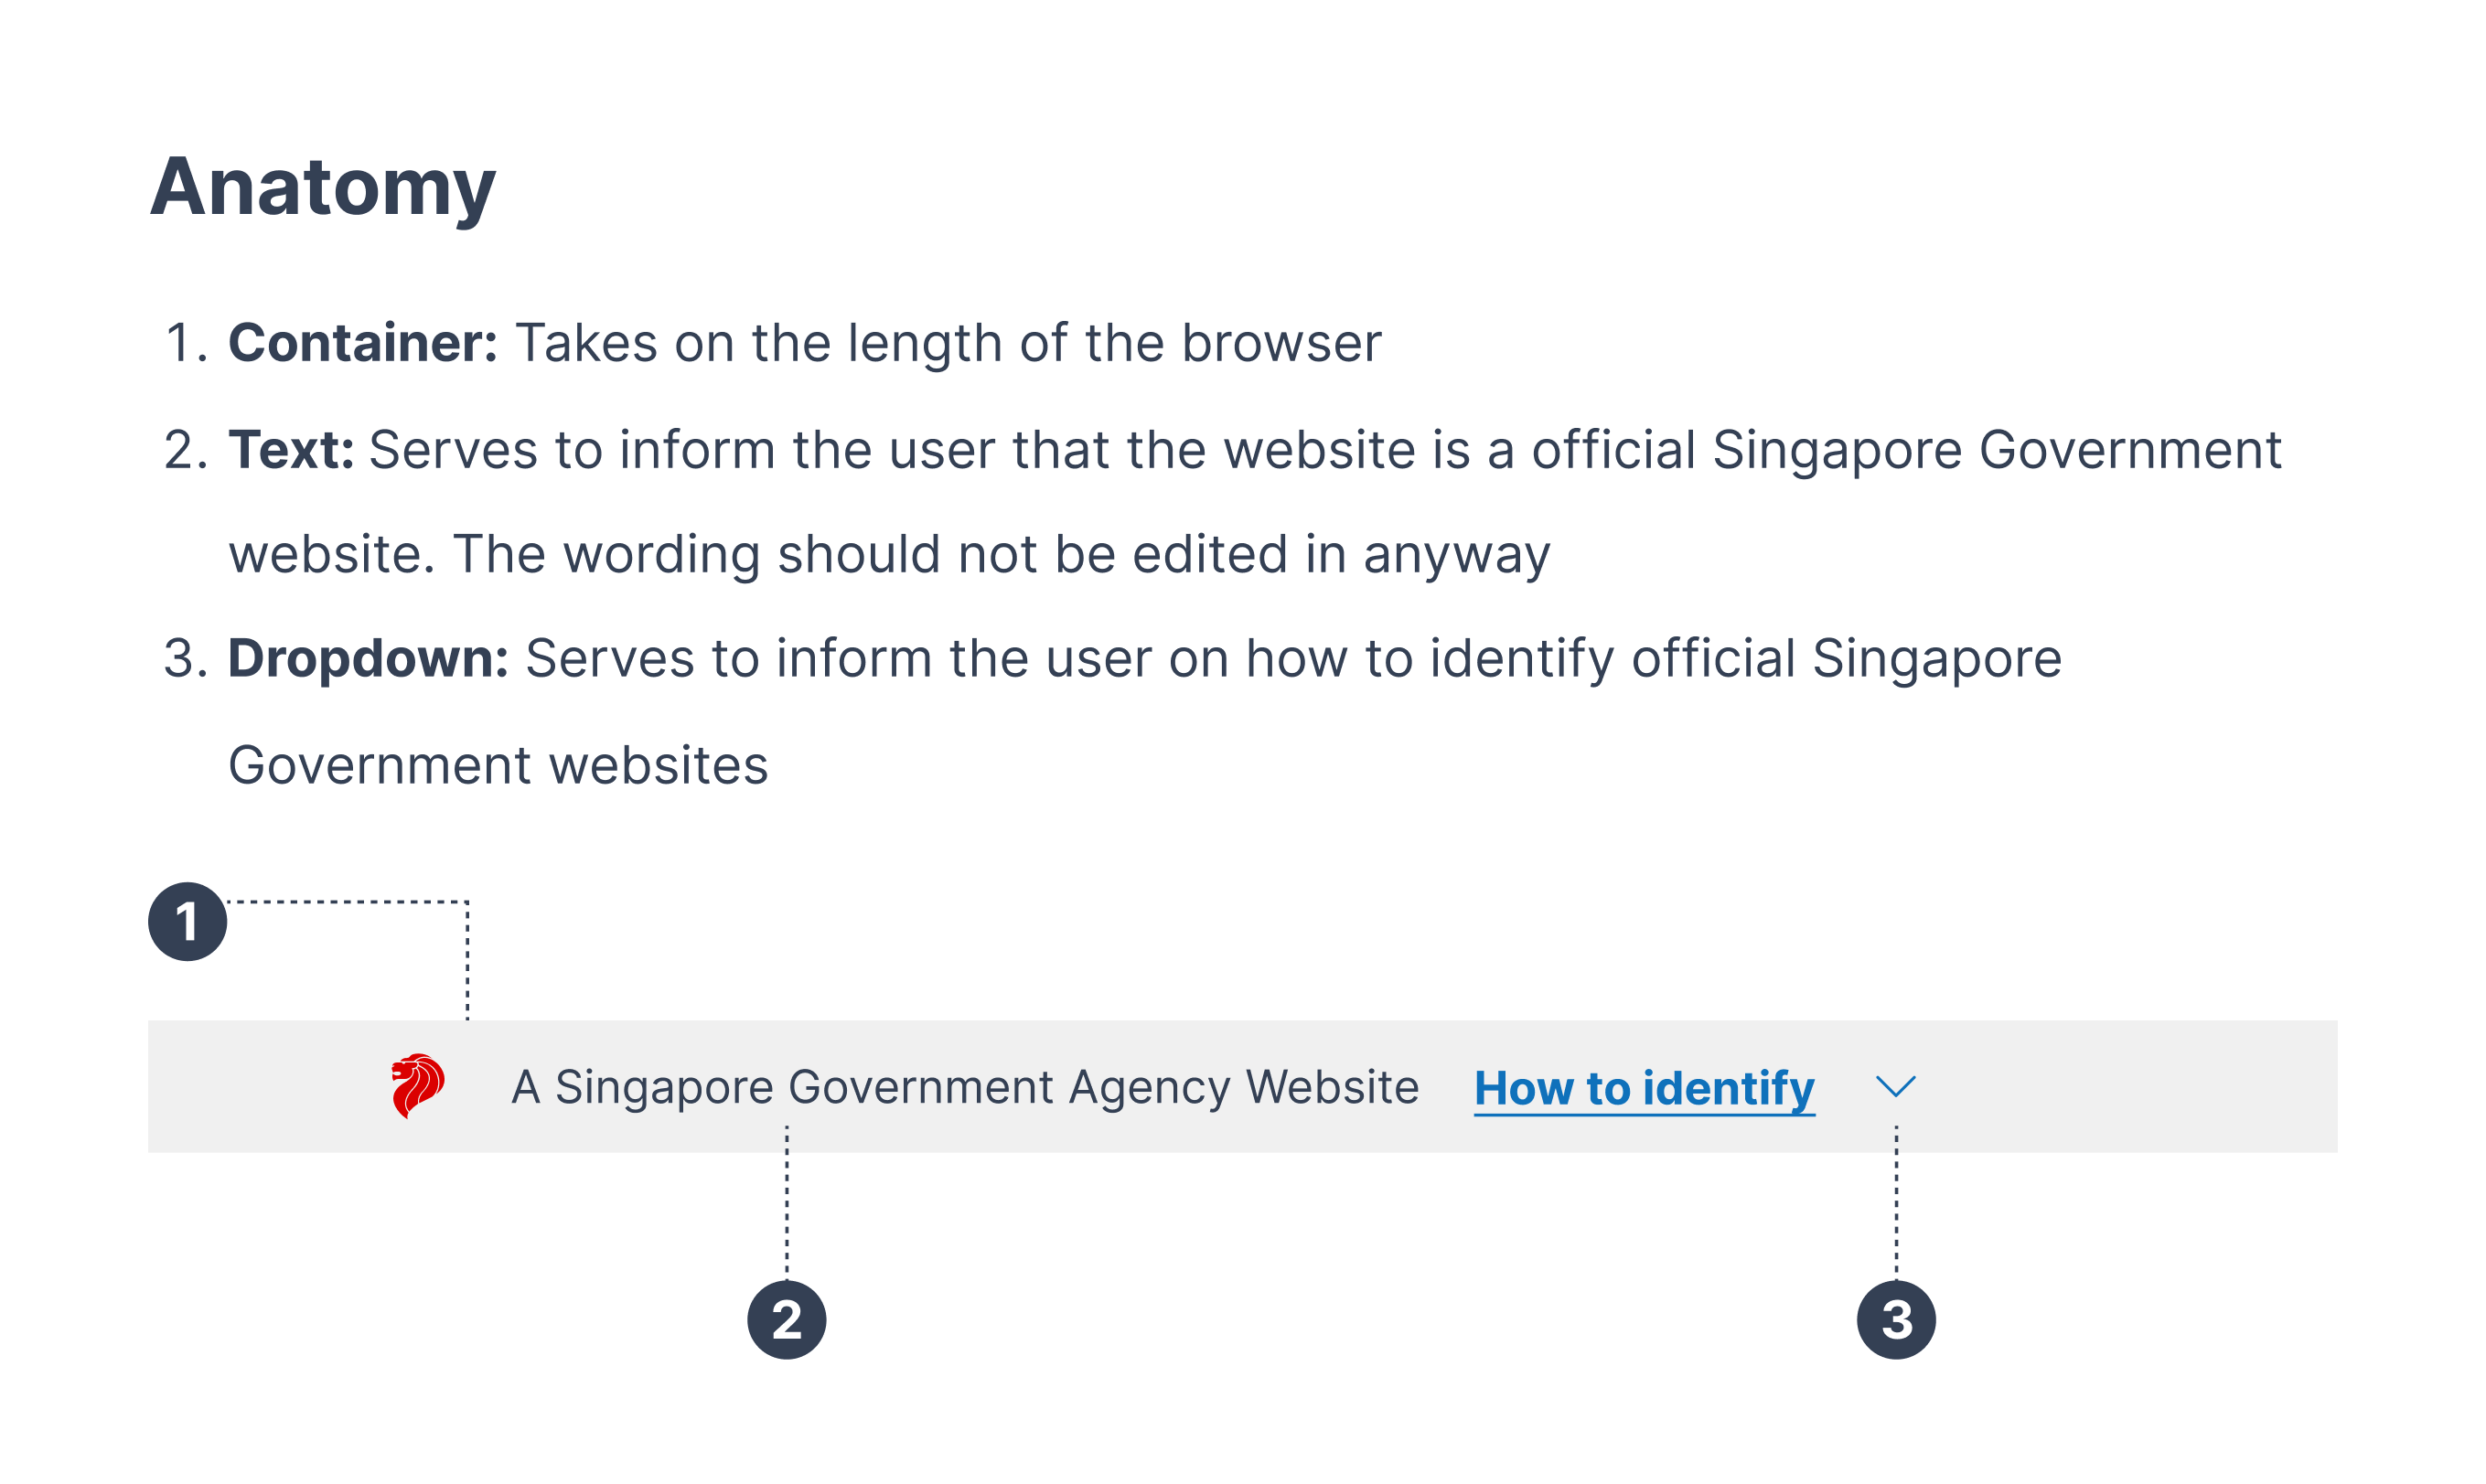 Anatomy
1. Container: Takes on the length of the browser
2. Text: Serves to inform the user that the website is a official Singapore Government
website. The wording should not be edited in anyway
3. Dropdown: Serves to inform the user on how to identify official Singapore
Government websites
1
A Singapore Government Agency Website How to identify
2
3